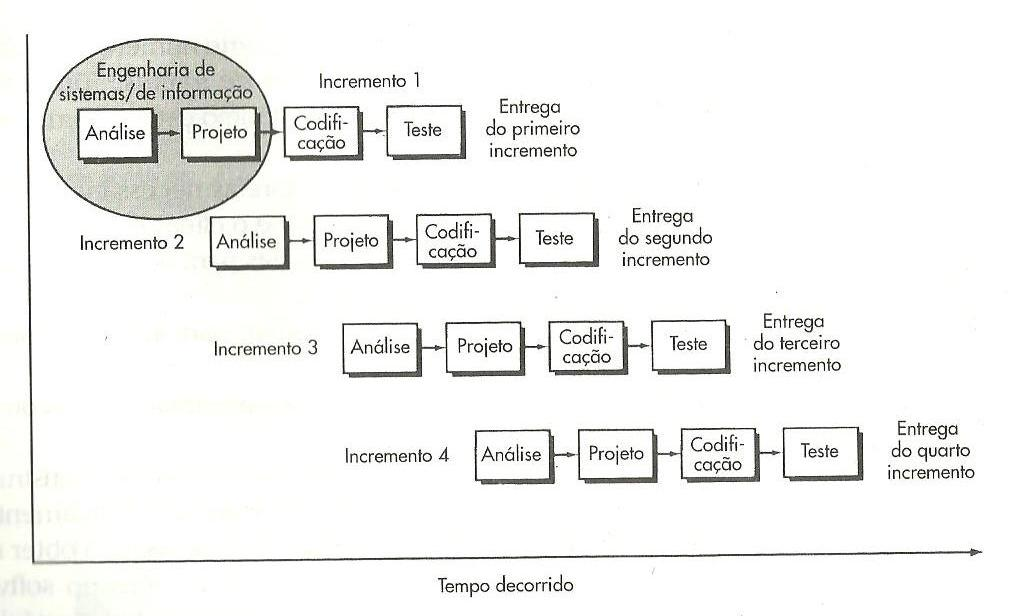 Engenharia de
sistemas/de informação
Análise
Projeto
Incremento 1
Codifi-
cação
Teste
Entrega
do primeiro
incremento
Incremento 2
Análise
Projeto
Codifi-
cação
Teste
Entrega
do segundo
incremento
Incremento 3
Análise
Projeto
Codifi-
cação
Teste
Entrega
do terceiro
incremento
Incremento 4
Análise
Projeto
Codifi-
cação
Teste
Entrega
do quarto
incremento
Tempo decorrido